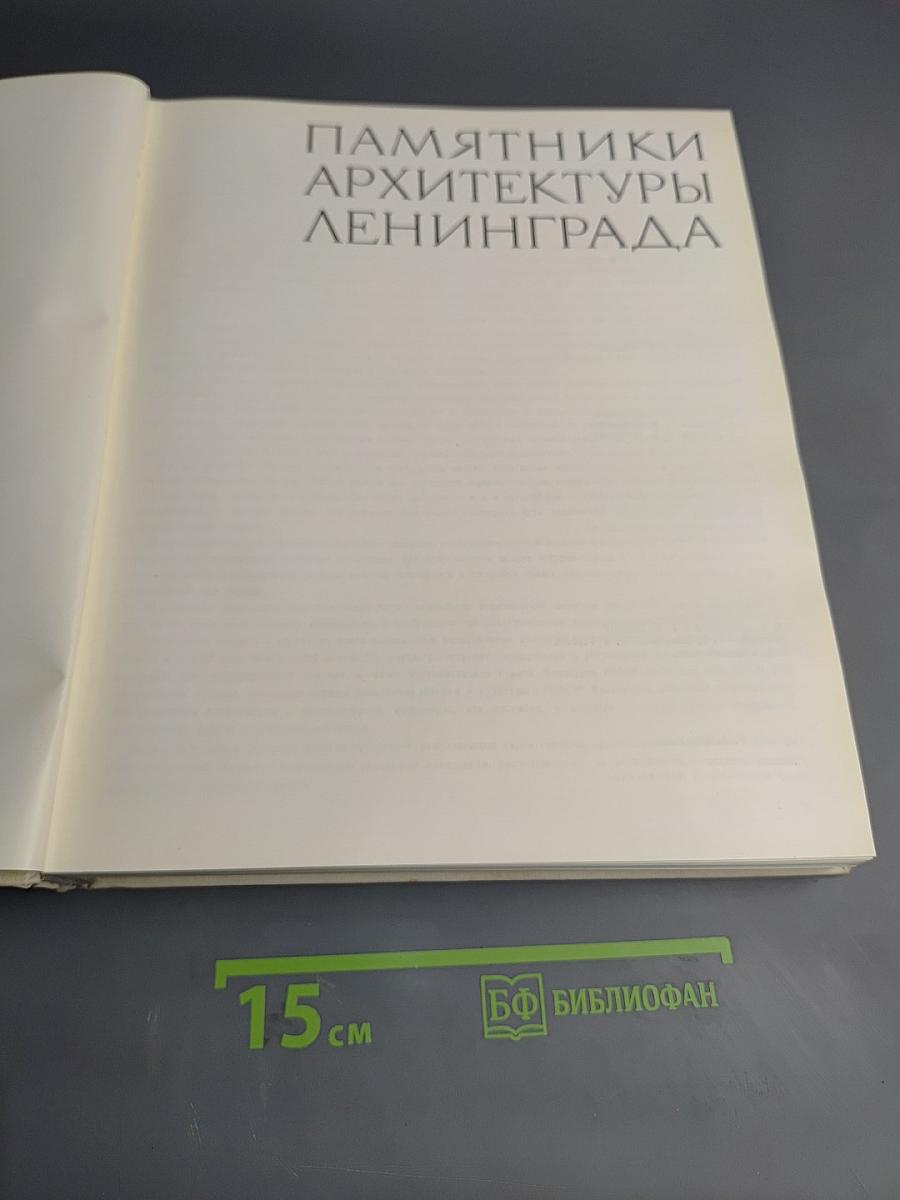 ПАМЯТНИКИ
АРХИТЕКТУРЫ
ЛЕНИНГРАДА
15 см
БФ БИБЛИОФАН